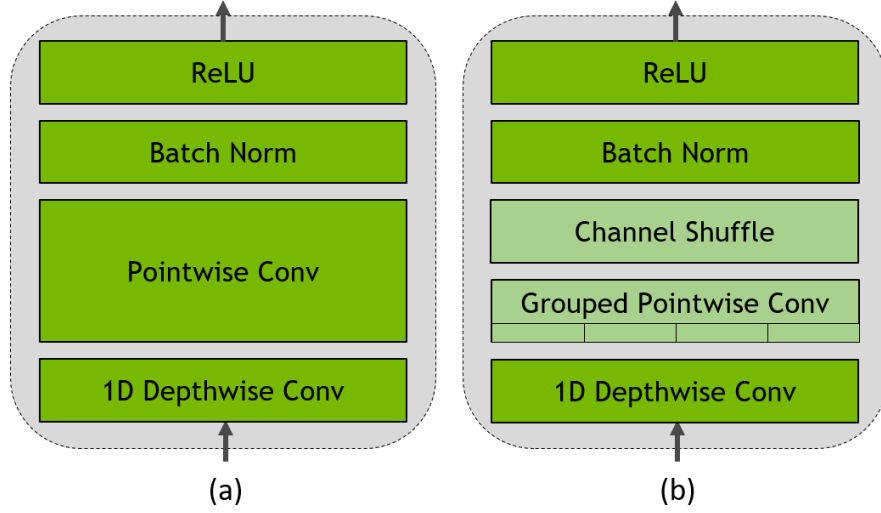 ReLU
Batch Norm
Pointwise Conv
1D Depthwise Conv
(a)
ReLU
Batch Norm
Channel Shuffle
Grouped Pointwise Conv
1D Depthwise Conv
(b)